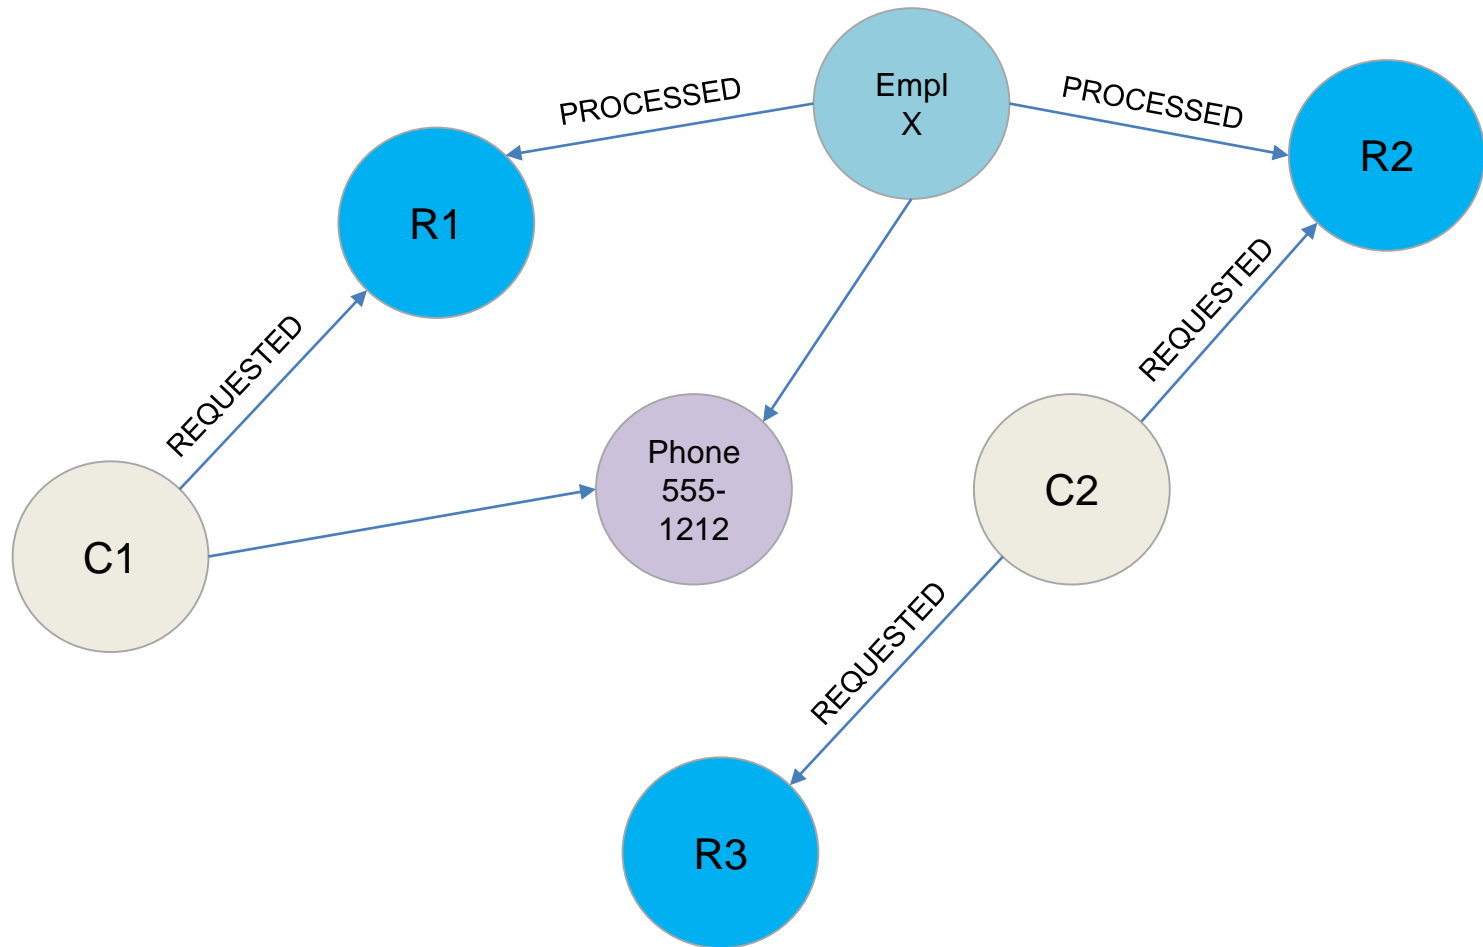 Empl
X
PROCESSED
PROCESSED
R2
R1
REQUESTED
REQUESTED
Phone
555-
1212
C2
C1
REQUESTED
R3